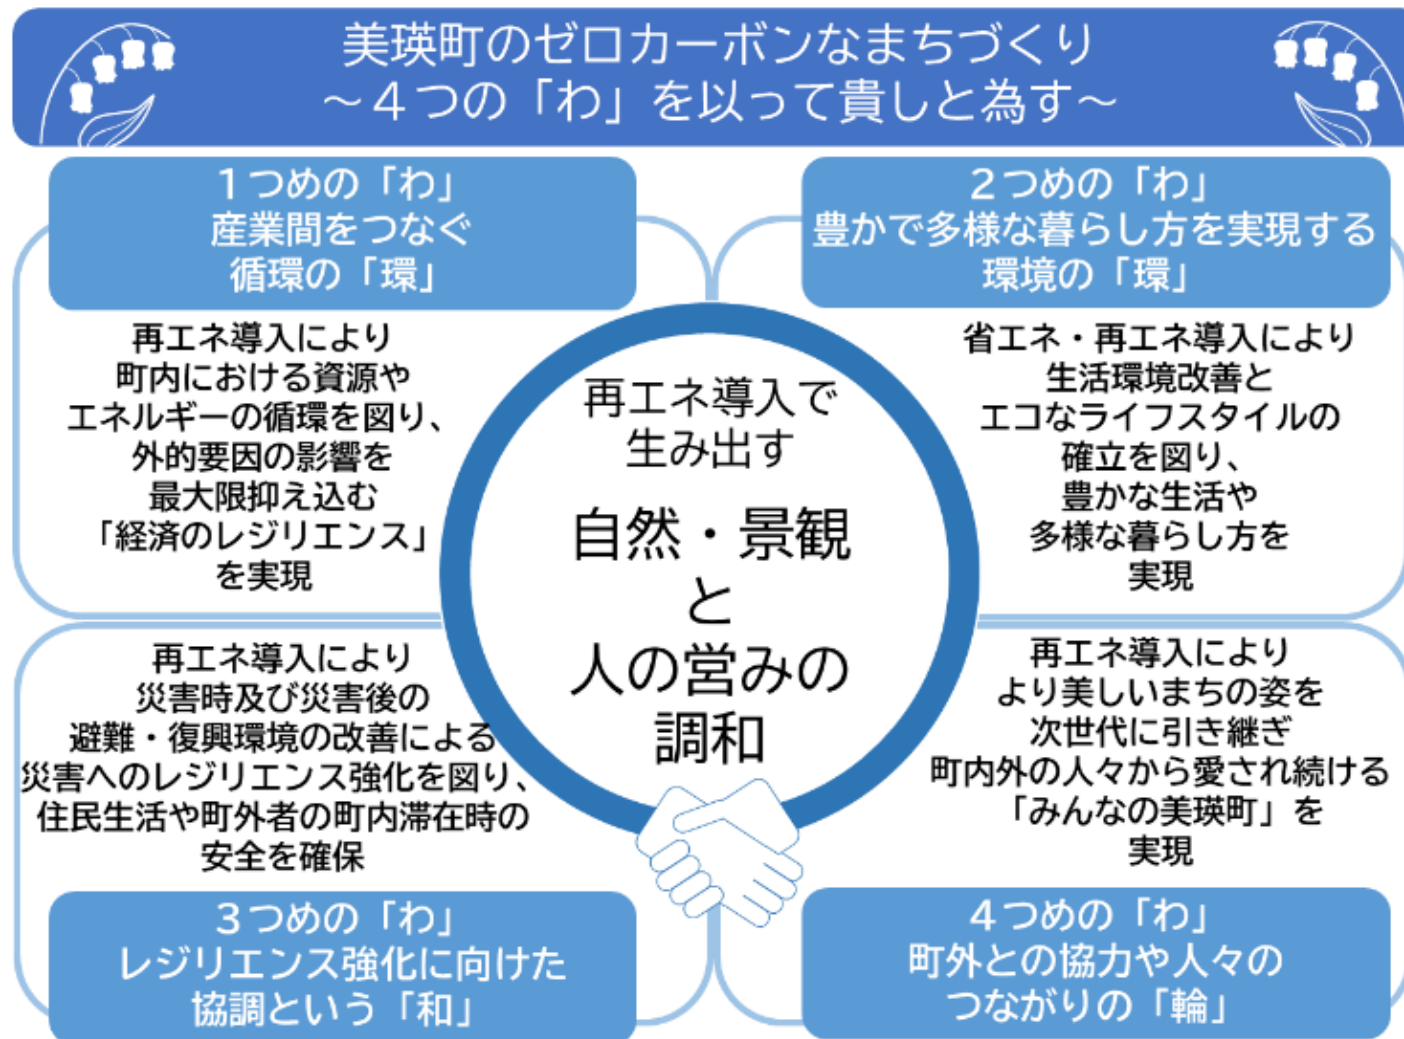 美瑛町のゼロカーボンなまちづくり
～４つの「わ」を以って貴しと為す～
１つめの「わ」
産業間をつなぐ
循環の「環」
再エネ導入により
町内における資源や
エネルギーの循環を図り、
外的要因の影響を
最大限抑え込む
「経済のレジリエンス」
を実現
２つめの「わ」
豊かで多様な暮らし方を実現する
環境の「環」
省エネ・再エネ導入により
生活環境改善と
エコなライフスタイルの
確立を図り、
豊かな生活や
多様な暮らし方を
実現
再エネ導入で
生み出す
自然・景観
と
人の営みの
調和
再エネ導入により
災害時及び災害後の
避難・復興環境の改善による
災害へのレジリエンス強化を図り、
住民生活や町外者の町内滞在時の
安全を確保
３つめの「わ」
レジリエンス強化に向けた
協調という「和」
再エネ導入により
より美しいまちの姿を
次世代に引き継ぎ
町内外の人々から愛され続ける
「みんなの美瑛町」を
実現
４つめの「わ」
町外との協力や人々の
つながりの「輪」